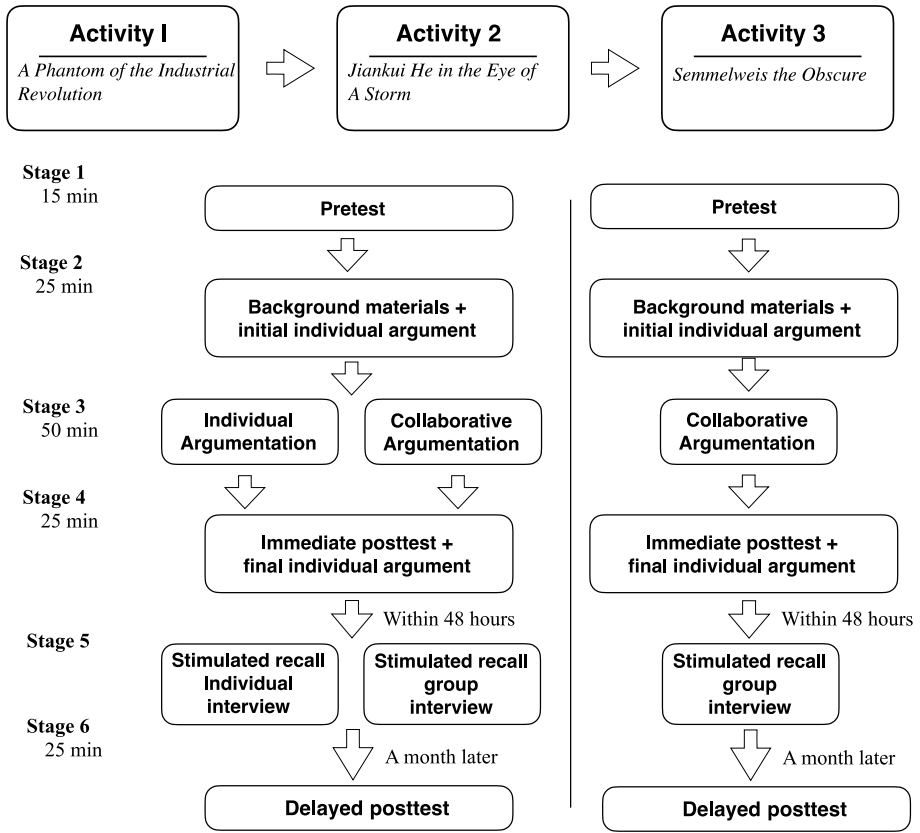 Activity I
A Phantom of the Industrial
Revolution
Activity 2
Jiankui He in the Eye of
A Storm
Activity 3
Semmelweis the Obscure
Stage 1
15 min
Pretest
Pretest
Stage 2
25 min
Background materials +
initial individual argument
Background materials +
initial individual argument
Stage 3
50 min
Individual
Argumentation
Collaborative
Argumentation
Collaborative
Argumentation
Stage 4
25 min
Immediate posttest +
final individual argument
Immediate posttest +
final individual argument
Within 48 hours
Within 48 hours
Stage 5
Stimulated recall
Individual
interview
Stimulated recall
group
interview
Stimulated recall
group
interview
Stage 6
25 min
A month later
A month later
Delayed posttest
Delayed posttest